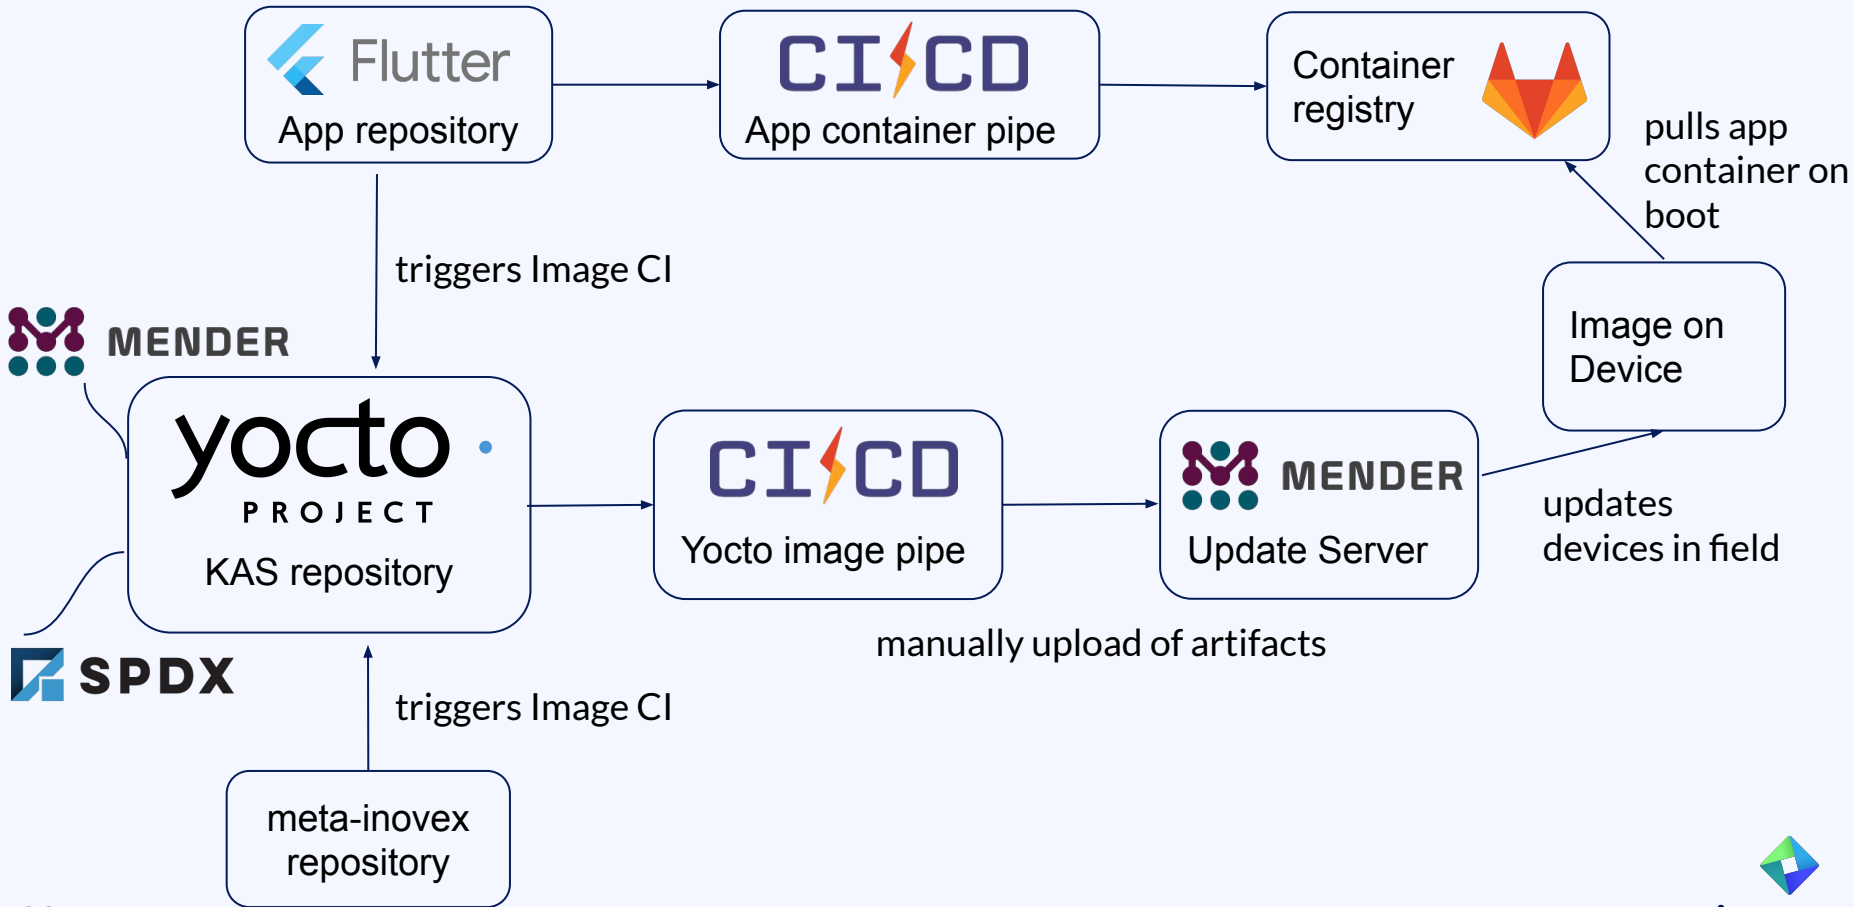 Flutter
App repository
CI/CD
App container pipe
Container
registry
pulls app
container on
boot
triggers Image CI
MENDER
Image on
Device
yocto
PROJECT
KAS repository
CI/CD
Yocto image pipe
MENDER
Update Server
updates
devices in field
manually upload of artifacts
SPDX
triggers Image CI
meta-inovex
repository